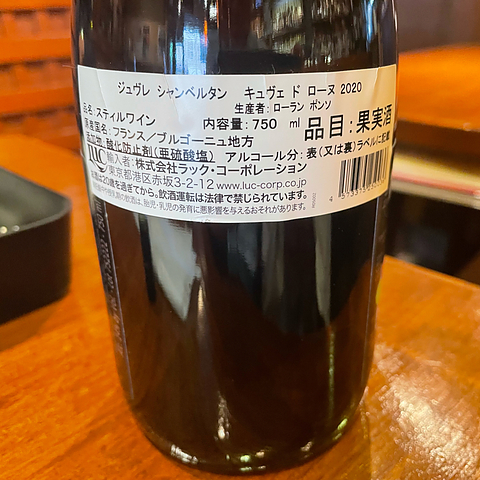 ジュヴレ シャンベルタン キュヴェ ド ローヌ 2020
生産者:ローラン ポンソ
品名:スティルワイン
内容量:750 ml
品目:果実酒
原産国名:フランス/ブルゴーニュ地方
添加物:酸化防止剤(亜硫酸塩) アルコール分:表(又は裏)ラベルに記載
LUC
輸入者:株式会社ラック・コーポレーション
東京都港区赤坂3-2-12 www.luc-corp.co.jp
飲酒は20歳を過ぎてから。飲酒運転は法律で禁じられています。
の飲酒は、胎児・乳児の発育に悪影響を与えるおそれがあります。